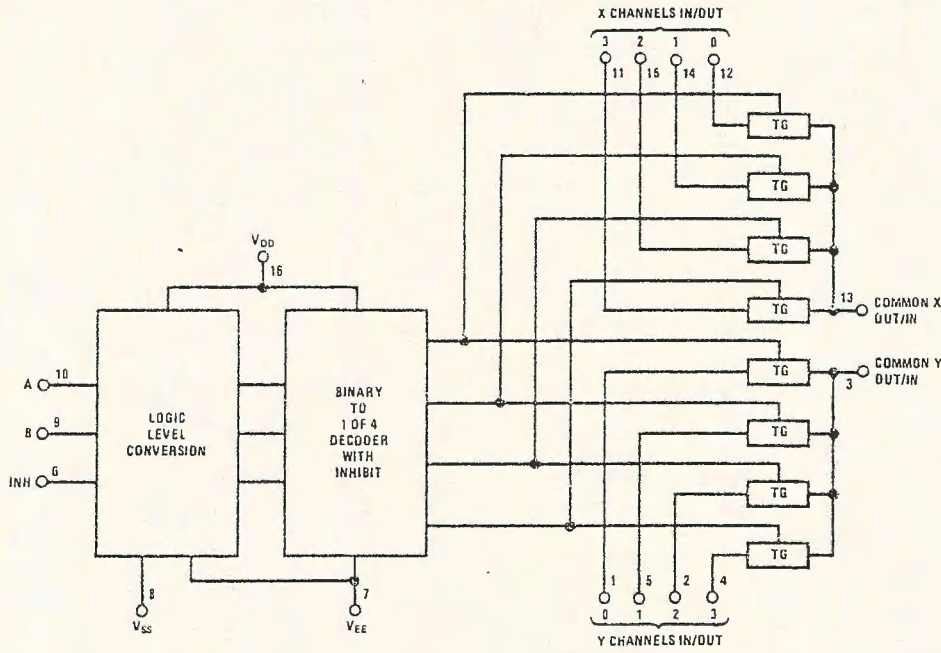 X CHANNELS IN/OUT
3 2 1 0
11 15 14 12
TG
TG
TG
VDD
16
TG
13
COMMON X
OUT/IN
TG
3
COMMON Y
OUT/IN
A 10
B 9
INH 6
LOGIC
LEVEL
CONVERSION
BINARY
TO
1 OF 4
DECODER
WITH
INHIBIT
TG
TG
TG
8
VSS
7
VEE
1 5 2 4
0 1 2 3
Y CHANNELS IN/OUT